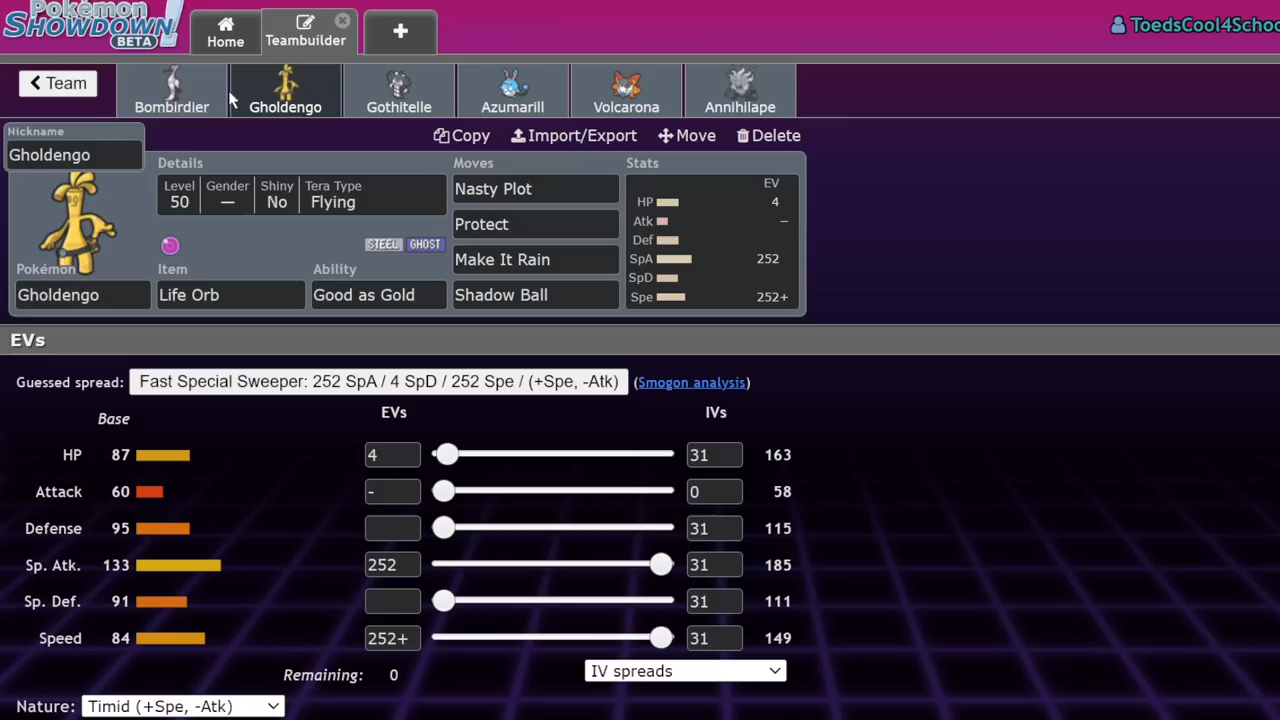 Pokémon
SHOWDOWN!
BETA
Home
Teambuilder
ToedsCool4Schoo
Team
Bombirdier
Gholdengo
Gothitelle
Azumarill
Volcarona
Annihilape
Nickname
Gholdengo
Copy
Import/Export
Move
Delete
Details
Level
50
Gender
—
Shiny
No
Tera Type
Flying
STEEL
GHOST
Pokémon
Gholdengo
Item
Life Orb
Ability
Good as Gold
Moves
Nasty Plot
Protect
Make It Rain
Shadow Ball
Stats
EV
HP 4
Atk –
Def
SpA 252
SpD
Spe 252+
EVs
Guessed spread: Fast Special Sweeper: 252 SpA / 4 SpD / 252 Spe / (+Spe, -Atk) (Smogon analysis)
Base EVs IVs
HP 87 4 31 163
Attack 60 - 0 58
Defense 95 31 115
Sp. Atk. 133 252 31 185
Sp. Def. 91 31 111
Speed 84 252+ 31 149
Remaining: 0 IV spreads
Nature: Timid (+Spe, -Atk)